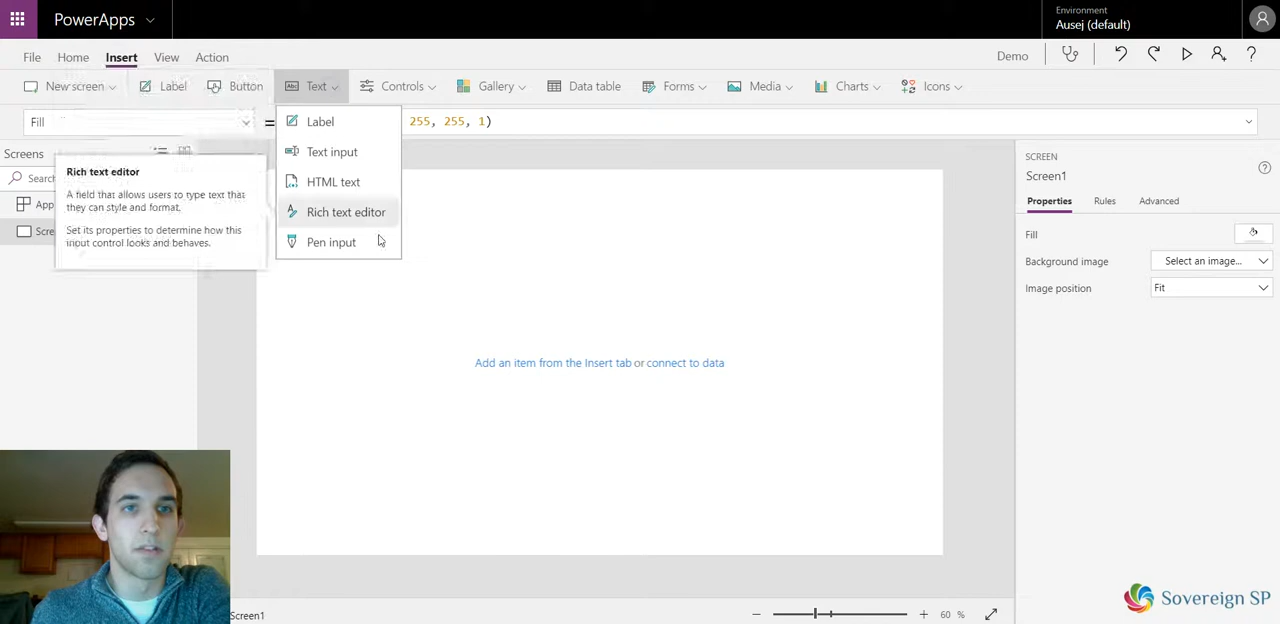 PowerApps
Environment
Ausej (default)
File Home Insert View Action
Demo
New screen Label Button Text Controls Gallery Data table Forms Media Charts Icons
Fill = 255, 255, 1)
Label
Text input
HTML text
Rich text editor
Pen input
Screens
Search
App
Scre
Rich text editor
A field that allows users to type text that
they can style and format.
Set its properties to determine how this
input control looks and behaves.
Add an item from the Insert tab or connect to data
SCREEN
Screen1
Properties Rules Advanced
Fill
Background image Select an image...
Image position Fit
Screen1
60 %
Sovereign SP